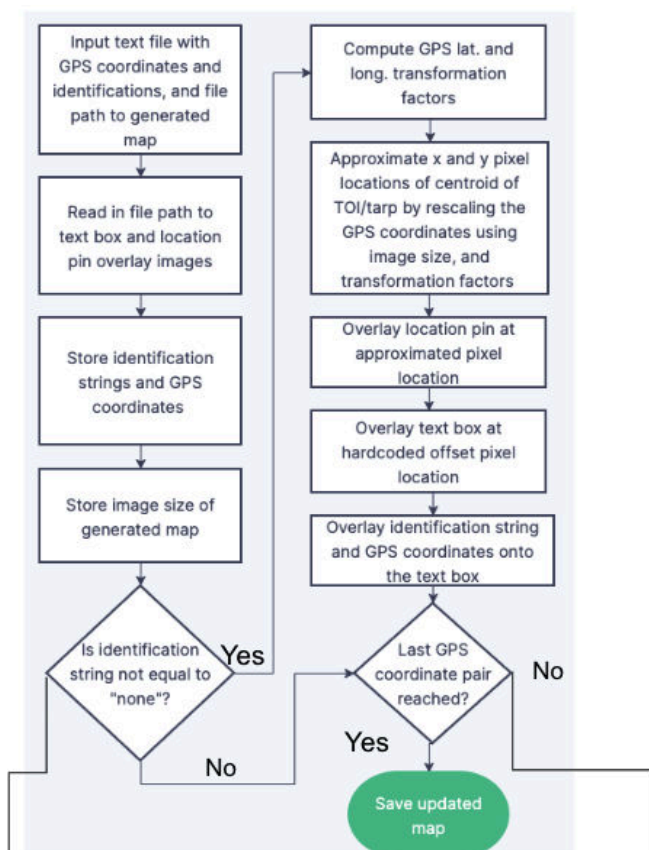 Input text file with
GPS coordinates and
identifications, and file
path to generated
map
Read in file path to
text box and location
pin overlay images
Store identification
strings and GPS
coordinates
Store image size of
generated map
Is identification
string not equal to
"none"?
Yes
No
Compute GPS lat. and
long. transformation
factors
Approximate x and y pixel
locations of centroid of
TOI/tarp by rescaling the
GPS coordinates using
image size, and
transformation factors
Overlay location pin at
approximated pixel
location
Overlay text box at
hardcoded offset pixel
location
Overlay identification string
and GPS coordinates onto
the text box
Last GPS
coordinate pair
reached?
No
Yes
Save updated
map